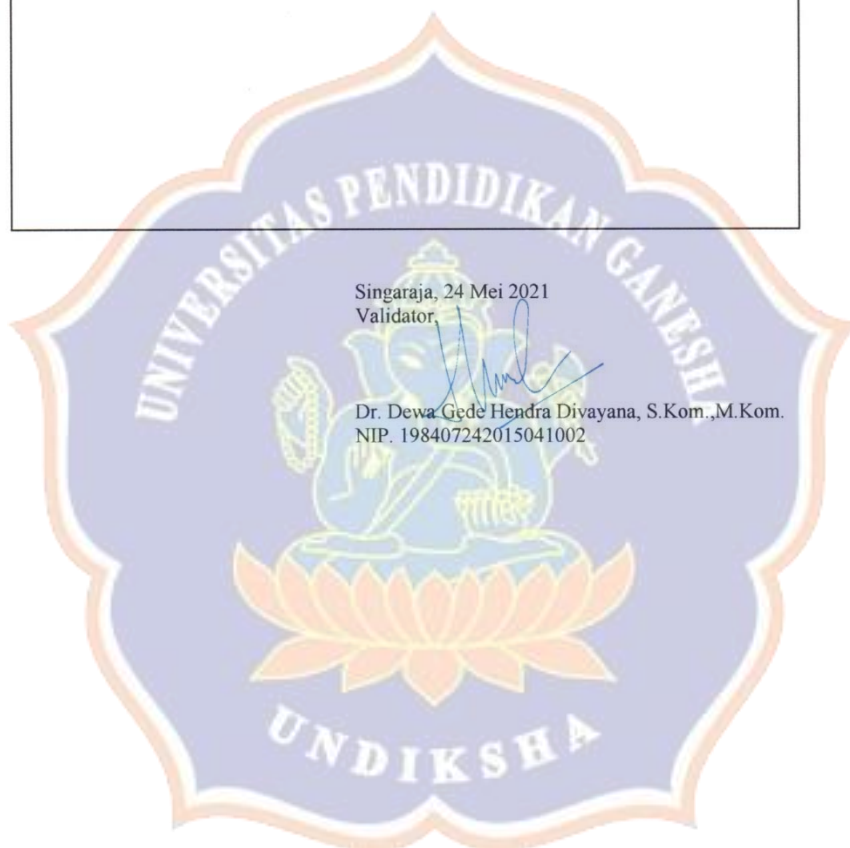 UNIVERSITAS PENDIDIKAN GANESHA
Singaraja, 24 Mei 2021
Validator,
Dr. Dewa Gede Hendra Divayana, S.Kom.,M.Kom.
NIP. 198407242015041002
UNDIKSHA